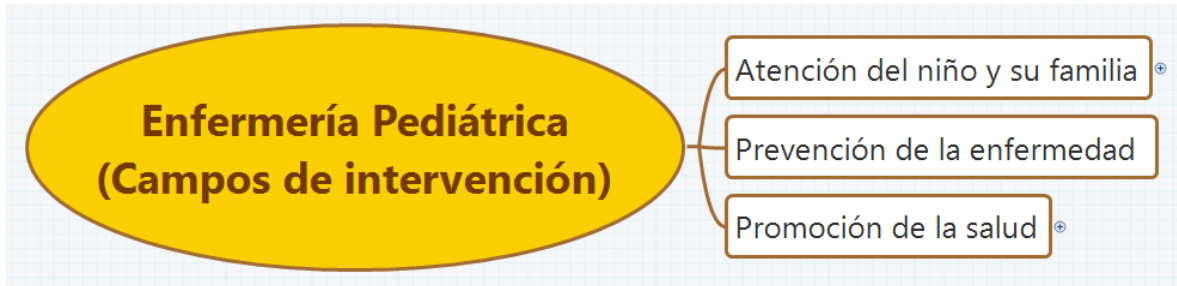 Enfermería Pediátrica
(Campos de intervención)
Atención del niño y su familia
Prevención de la enfermedad
Promoción de la salud